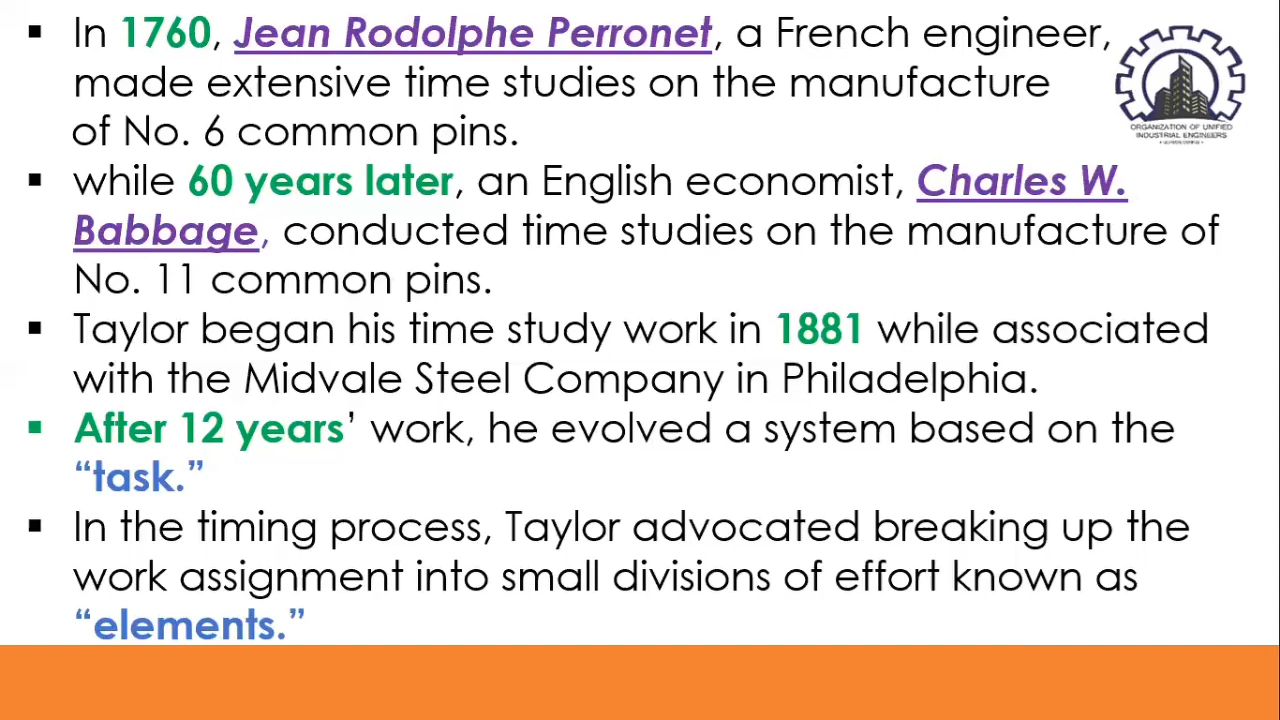 ▪ In 1760, Jean Rodolphe Perronet, a French engineer,
made extensive time studies on the manufacture
of No. 6 common pins.
▪ while 60 years later, an English economist, Charles W.
Babbage, conducted time studies on the manufacture of
No. 11 common pins.
▪ Taylor began his time study work in 1881 while associated
with the Midvale Steel Company in Philadelphia.
▪ After 12 years’ work, he evolved a system based on the
“task.”
▪ In the timing process, Taylor advocated breaking up the
work assignment into small divisions of effort known as
“elements.”
ORGANIZATION OF UNIFIED
INDUSTRIAL ENGINEERS